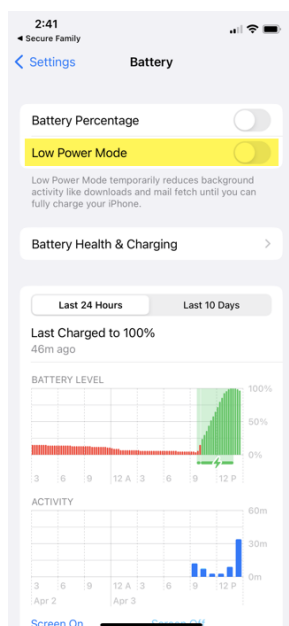 2:41
◀ Secure Family
Settings
Battery
Battery Percentage
Low Power Mode
Low Power Mode temporarily reduces background
activity like downloads and mail fetch until you can
fully charge your iPhone.
Battery Health & Charging
Last 24 Hours
Last 10 Days
Last Charged to 100%
46m ago
BATTERY LEVEL
100%
50%
0%
3 6 9 12 A 3 6 9 12 P
ACTIVITY
60m
30m
0m
3 6 9 12 A 3 6 9 12 P
Apr 2 Apr 3
Screen On Screen Off